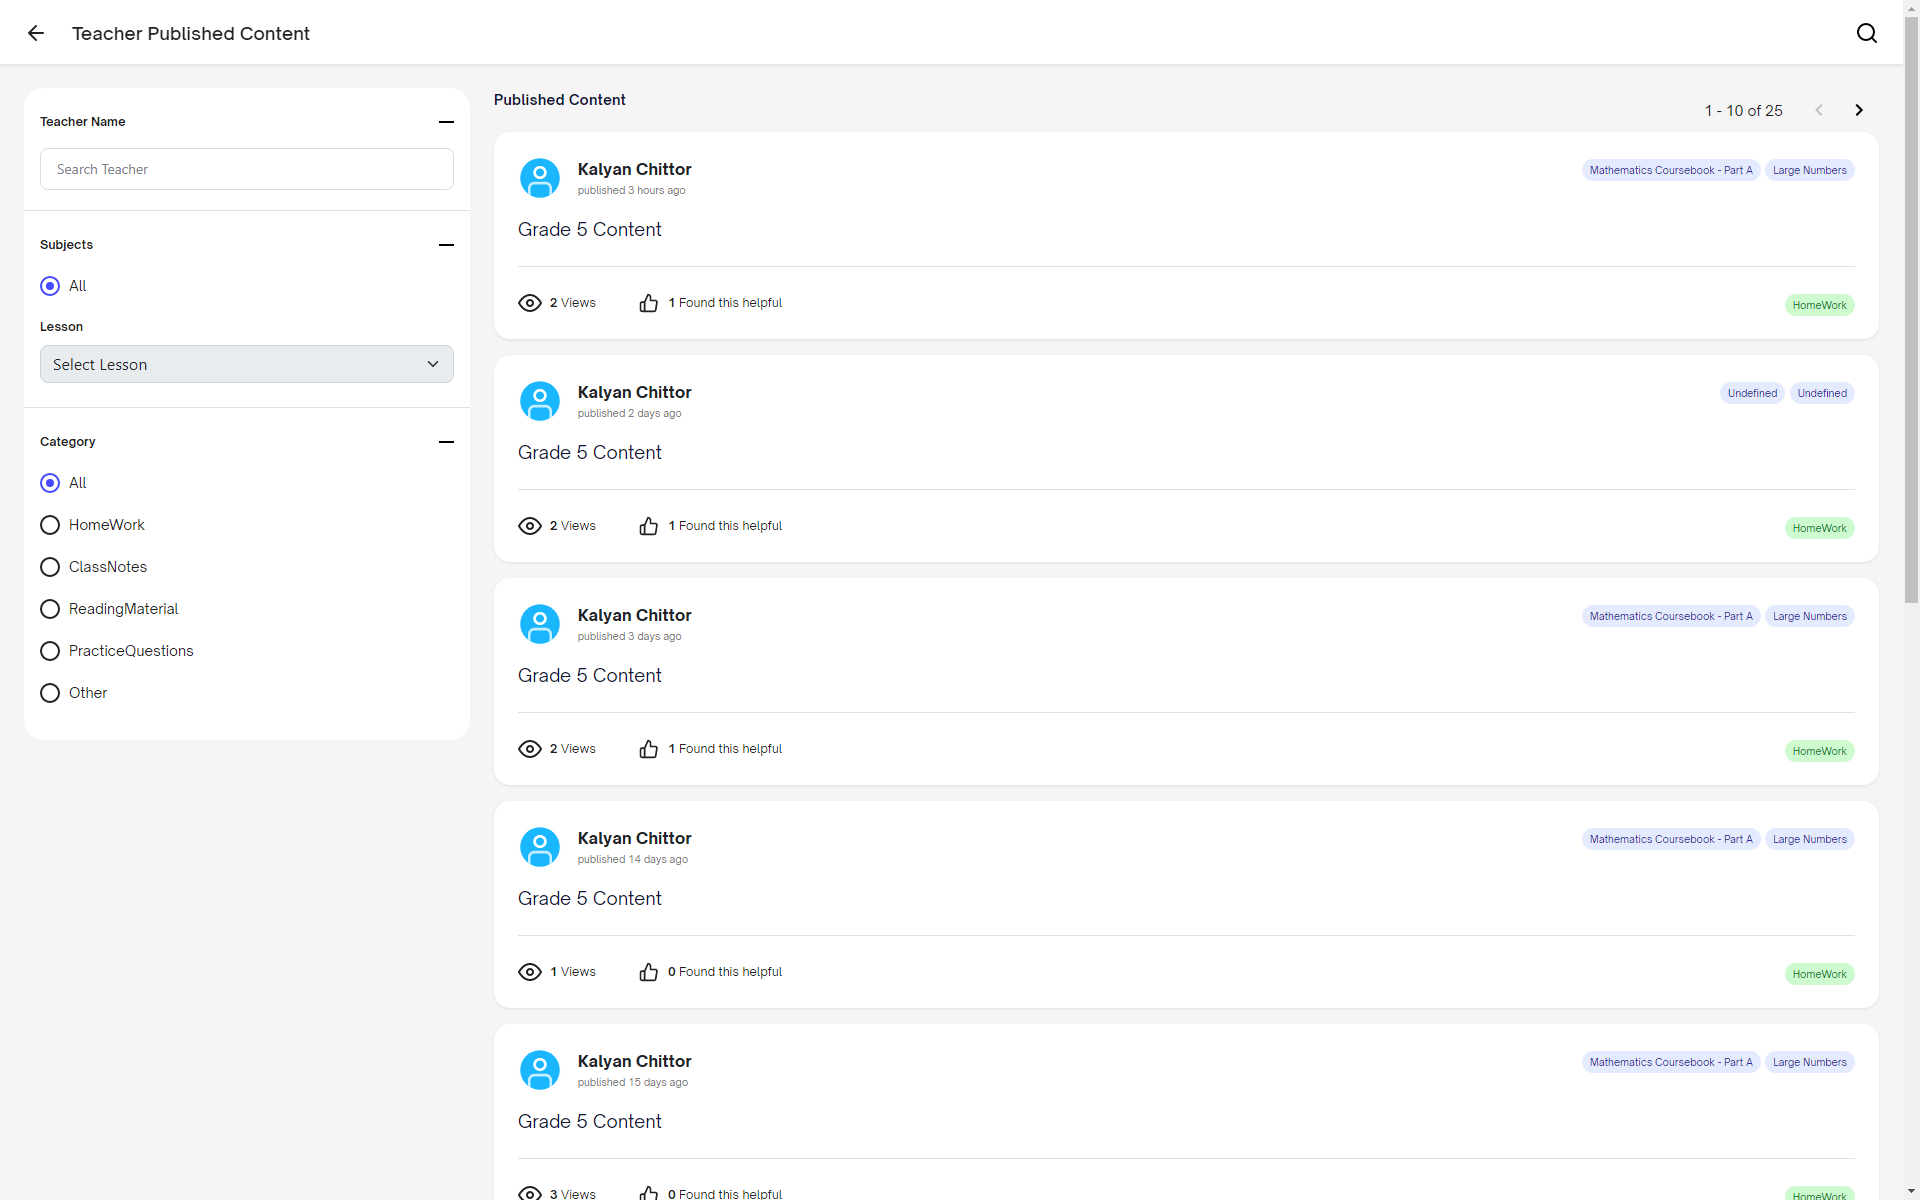 Teacher Published Content
Teacher Name
Search Teacher
Subjects
All
Lesson
Select Lesson
Category
All
HomeWork
ClassNotes
ReadingMaterial
PracticeQuestions
Other
Published Content
1 - 10 of 25
Kalyan Chittor
published 3 hours ago
Mathematics Coursebook - Part A Large Numbers
Grade 5 Content
2 Views 1 Found this helpful HomeWork
Kalyan Chittor
published 2 days ago
Undefined Undefined
Grade 5 Content
2 Views 1 Found this helpful HomeWork
Kalyan Chittor
published 3 days ago
Mathematics Coursebook - Part A Large Numbers
Grade 5 Content
2 Views 1 Found this helpful HomeWork
Kalyan Chittor
published 14 days ago
Mathematics Coursebook - Part A Large Numbers
Grade 5 Content
1 Views 0 Found this helpful HomeWork
Kalyan Chittor
published 15 days ago
Mathematics Coursebook - Part A Large Numbers
Grade 5 Content
3 Views 0 Found this helpful HomeWork